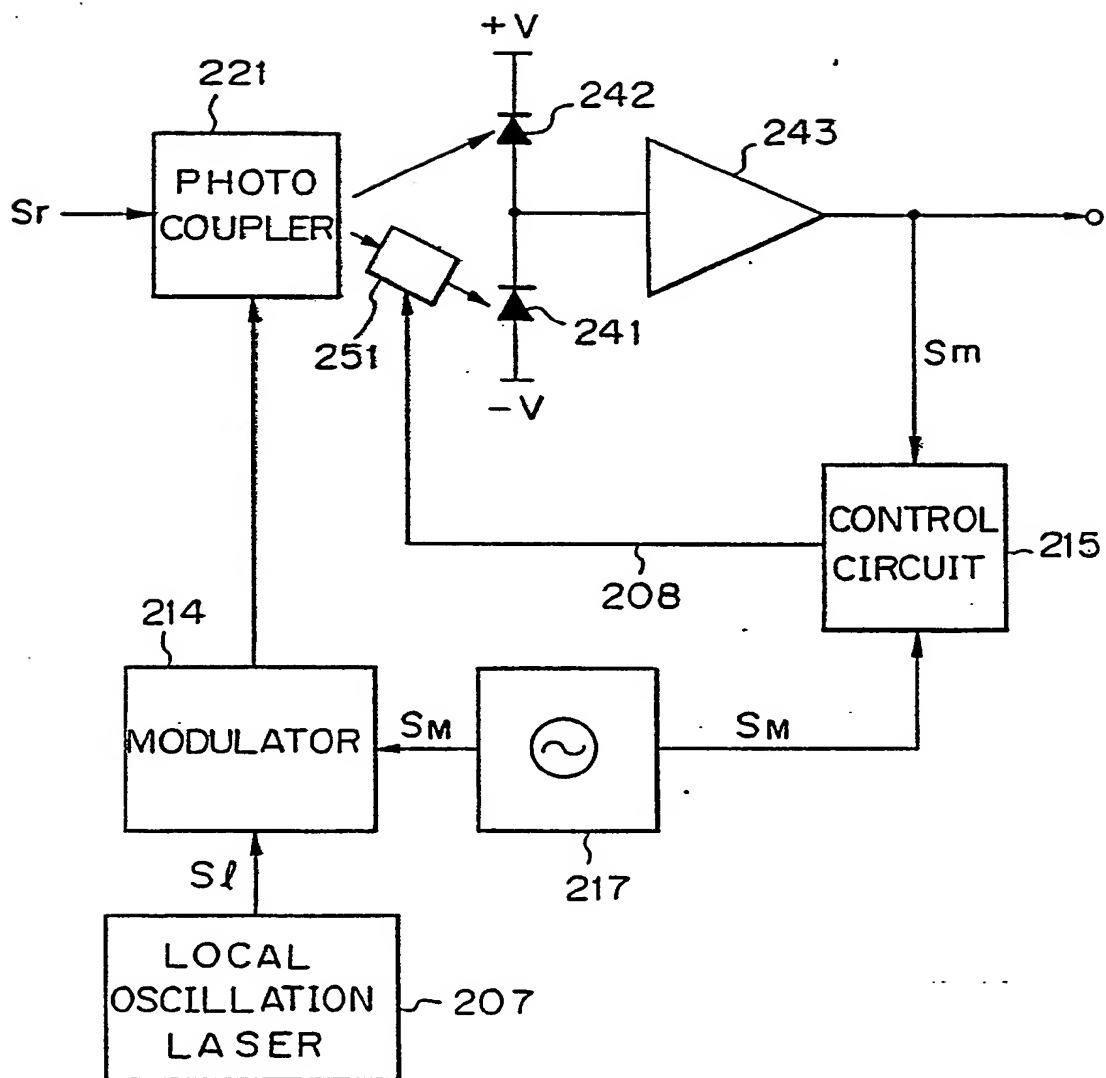 +V
221
242
243
PHOTO
COUPLER
Sr
251
241
-V
Sm
CONTROL
CIRCUIT
215
208
214
MODULATOR
SM
SM
217
Sl
LOCAL
OSCILLATION
LASER
207